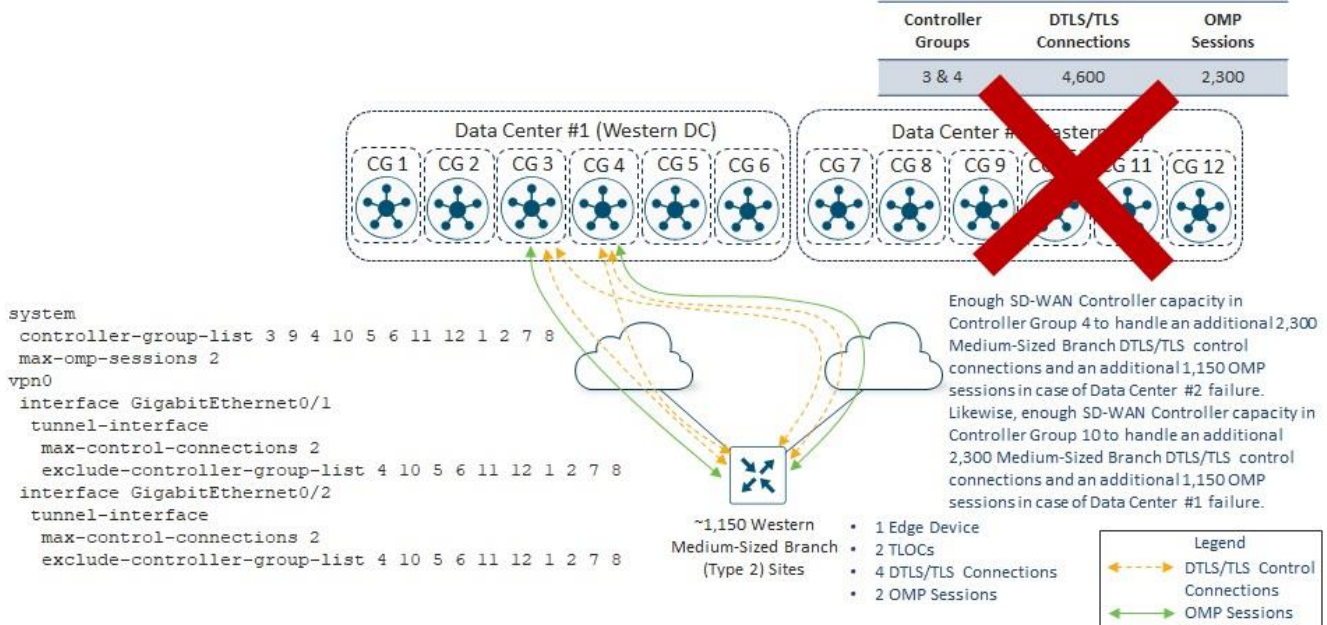 Controller Groups
DTLS/TLS Connections
OMP Sessions
3 & 4
4,600
2,300
Data Center #1 (Western DC)
Data Center #
CG 1
CG 2
CG 3
CG 4
CG 5
CG 6
CG 7
CG 8
CG 9
CG 11
CG 12
system
controller-group-list 3 9 4 10 5 6 11 12 1 2 7 8
max-omp-sessions 2
vpn0
interface GigabitEthernet0/1
tunnel-interface
max-control-connections 2
exclude-controller-group-list 4 10 5 6 11 12 1 2 7 8
interface GigabitEthernet0/2
tunnel-interface
max-control-connections 2
exclude-controller-group-list 4 10 5 6 11 12 1 2 7 8
~1,150 Western
Medium-Sized Branch
(Type 2) Sites
• 1 Edge Device
• 2 TLOCs
• 4 DTLS/TLS Connections
• 2 OMP Sessions
Enough SD-WAN Controller capacity in
Controller Group 4 to handle an additional 2,300
Medium-Sized Branch DTLS/TLS control
connections and an additional 1,150 OMP
sessions in case of Data Center #2 failure.
Likewise, enough SD-WAN Controller capacity in
Controller Group 10 to handle an additional
2,300 Medium-Sized Branch DTLS/TLS control
connections and an additional 1,150 OMP
sessions in case of Data Center #1 failure.
Legend
DTLS/TLS Control
Connections
OMP Sessions